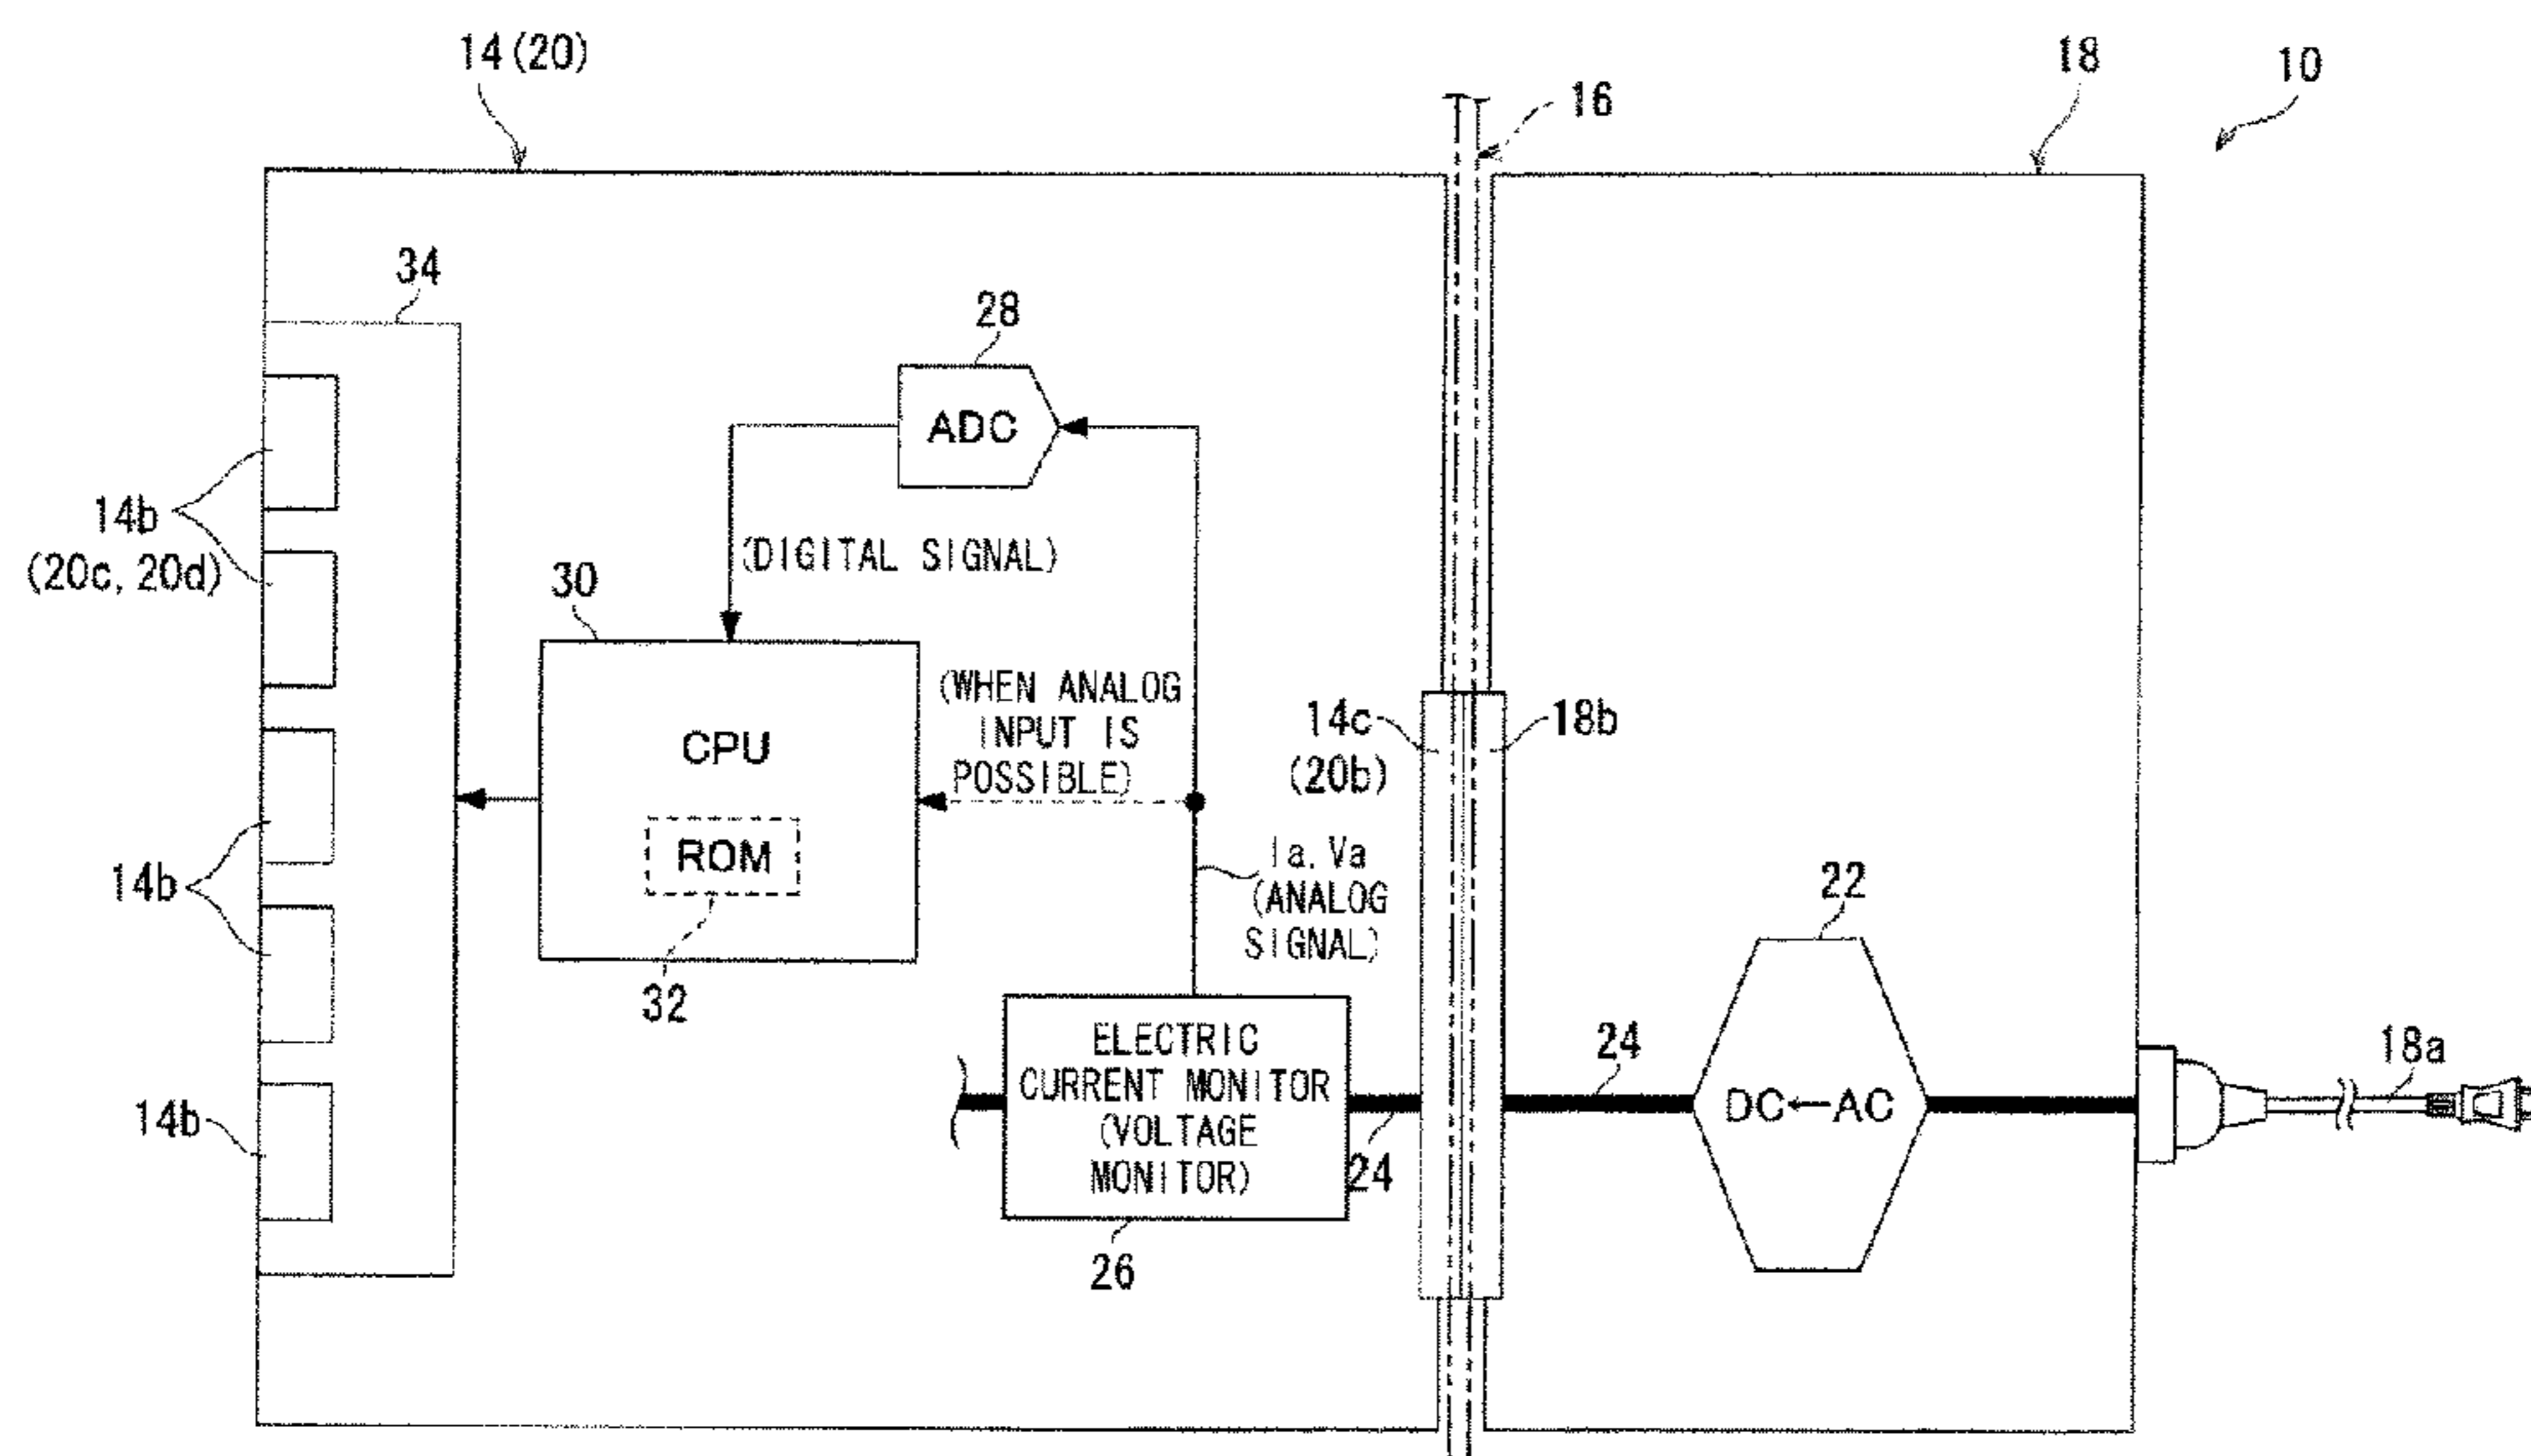 14 (20)
18
10
16
34
28
ADC
14b
(20c, 20d)
(DIGITAL SIGNAL)
30
(WHEN ANALOG
INPUT IS
POSSIBLE)
14c
(20b)
18b
CPU
ROM
14b
Ia. Va
(ANALOG
SIGNAL)
22
32
ELECTRIC
CURRENT MONITOR
(VOLTAGE
MONITOR)
24
18a
DC←AC
14b
24
26